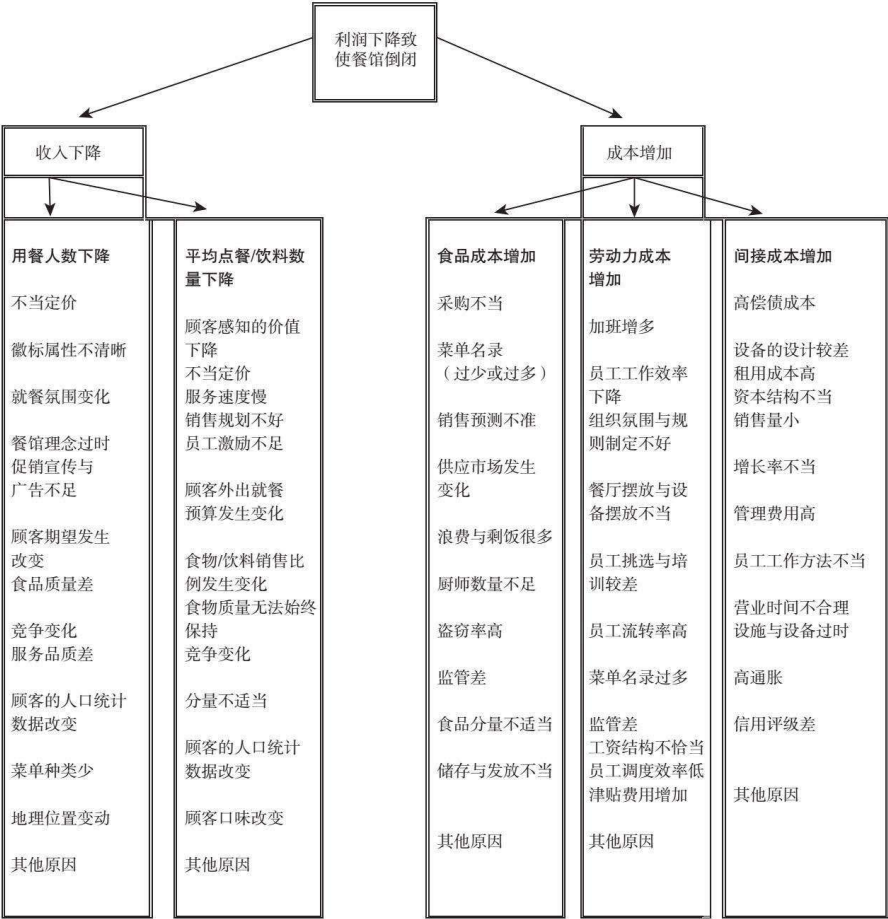 利润下降致
使餐馆倒闭
收入下降
成本增加
用餐人数下降
不当定价
徽标属性不清晰
就餐氛围变化
餐馆理念过时
促销宣传与
广告不足
顾客期望发生
改变
食品质量差
竞争变化
服务品质差
顾客的人口统计
数据改变
菜单种类少
地理位置变动
其他原因
平均点餐/饮料数
量下降
顾客感知的价值
下降
不当定价
服务速度慢
销售规划不好
员工激励不足
顾客外出就餐
预算发生变化
食物/饮料销售比
例发生变化
食物质量无法始终
保持
竞争变化
分量不适当
顾客的人口统计
数据改变
顾客口味改变
其他原因
食品成本增加
采购不当
菜单名录
（过少或过多）
销售预测不准
供应市场发生
变化
浪费与剩饭很多
厨师数量不足
盗窃率高
监管差
食品分量不适当
储存与发放不当
其他原因
劳动力成本
增加
加班增多
员工工作效率
下降
组织氛围与规
则制定不好
餐厅摆放与设
备摆放不当
员工挑选与培
训较差
员工流转率高
菜单名录过多
监管差
工资结构不恰当
员工调度效率低
津贴费用增加
其他原因
间接成本增加
高偿债成本
设备的设计较差
租用成本高
资本结构不当
销售量小
增长率不当
管理费用高
员工工作方法不当
营业时间不合理
设施与设备过时
高通胀
信用评级差
其他原因